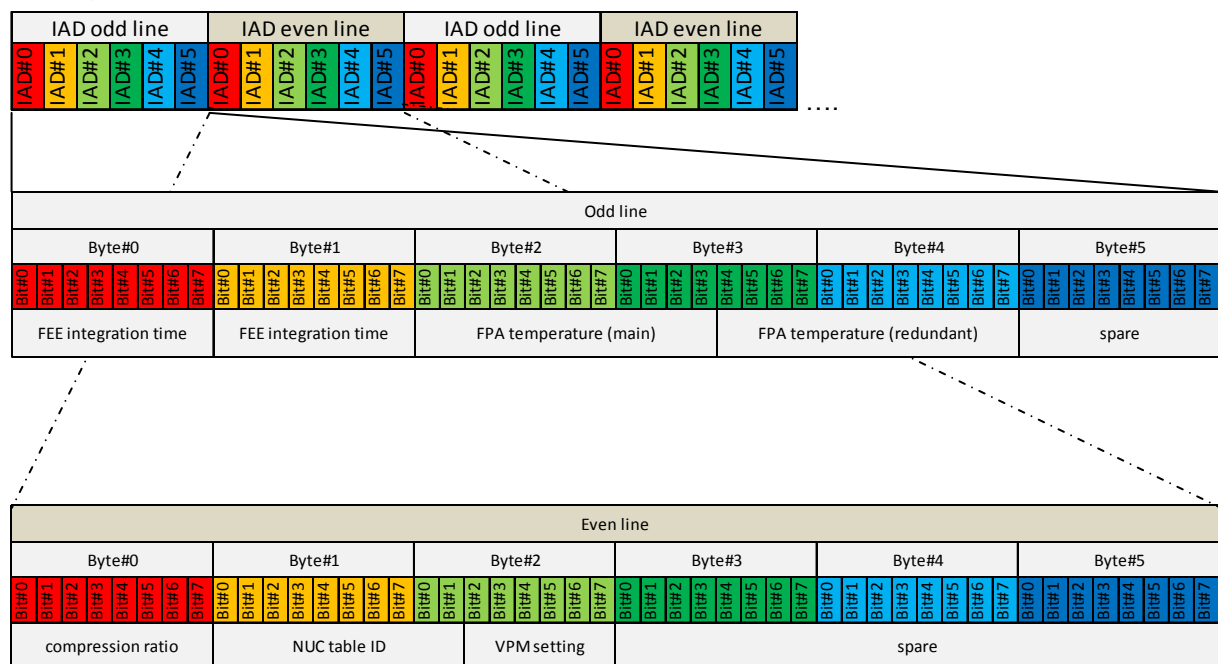 IAD odd line IAD even line IAD odd line IAD even line
IAD#0 IAD#1 IAD#2 IAD#3 IAD#4 IAD#5 IAD#0 IAD#1 IAD#2 IAD#3 IAD#4 IAD#5 IAD#0 IAD#1 IAD#2 IAD#3 IAD#4 IAD#5 IAD#0 IAD#1 IAD#2 IAD#3 IAD#4 IAD#5 ....
Odd line
Byte#0 Byte#1 Byte#2 Byte#3 Byte#4 Byte#5
Bit#0 Bit#1 Bit#2 Bit#3 Bit#4 Bit#5 Bit#6 Bit#7 Bit#0 Bit#1 Bit#2 Bit#3 Bit#4 Bit#5 Bit#6 Bit#7 Bit#0 Bit#1 Bit#2 Bit#3 Bit#4 Bit#5 Bit#6 Bit#7 Bit#0 Bit#1 Bit#2 Bit#3 Bit#4 Bit#5 Bit#6 Bit#7 Bit#0 Bit#1 Bit#2 Bit#3 Bit#4 Bit#5 Bit#6 Bit#7 Bit#0 Bit#1 Bit#2 Bit#3 Bit#4 Bit#5 Bit#6 Bit#7
FEE integration time FEE integration time FPA temperature (main) FPA temperature (redundant) spare
Even line
Byte#0 Byte#1 Byte#2 Byte#3 Byte#4 Byte#5
Bit#0 Bit#1 Bit#2 Bit#3 Bit#4 Bit#5 Bit#6 Bit#7 Bit#0 Bit#1 Bit#2 Bit#3 Bit#4 Bit#5 Bit#6 Bit#7 Bit#0 Bit#1 Bit#2 Bit#3 Bit#4 Bit#5 Bit#6 Bit#7 Bit#0 Bit#1 Bit#2 Bit#3 Bit#4 Bit#5 Bit#6 Bit#7 Bit#0 Bit#1 Bit#2 Bit#3 Bit#4 Bit#5 Bit#6 Bit#7 Bit#0 Bit#1 Bit#2 Bit#3 Bit#4 Bit#5 Bit#6 Bit#7
compression ratio NUC table ID VPM setting spare